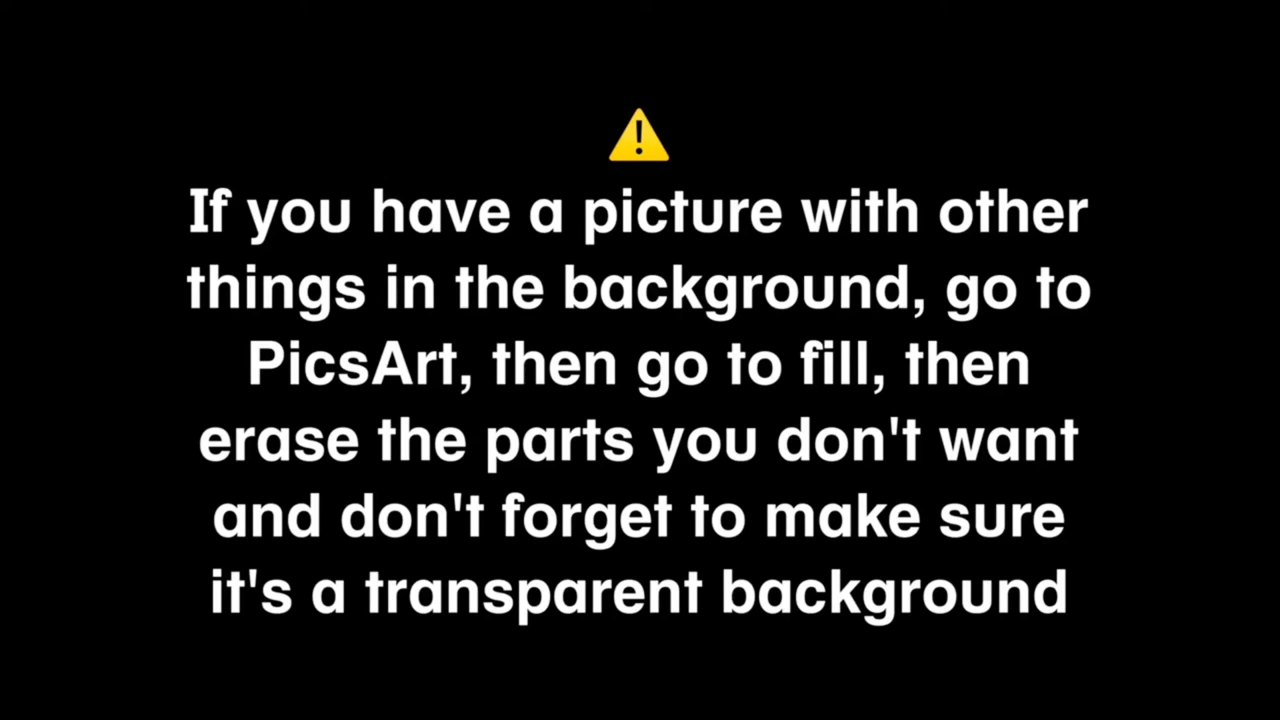 ⚠️
If you have a picture with other
things in the background, go to
PicsArt, then go to fill, then
erase the parts you don't want
and don't forget to make sure
it's a transparent background